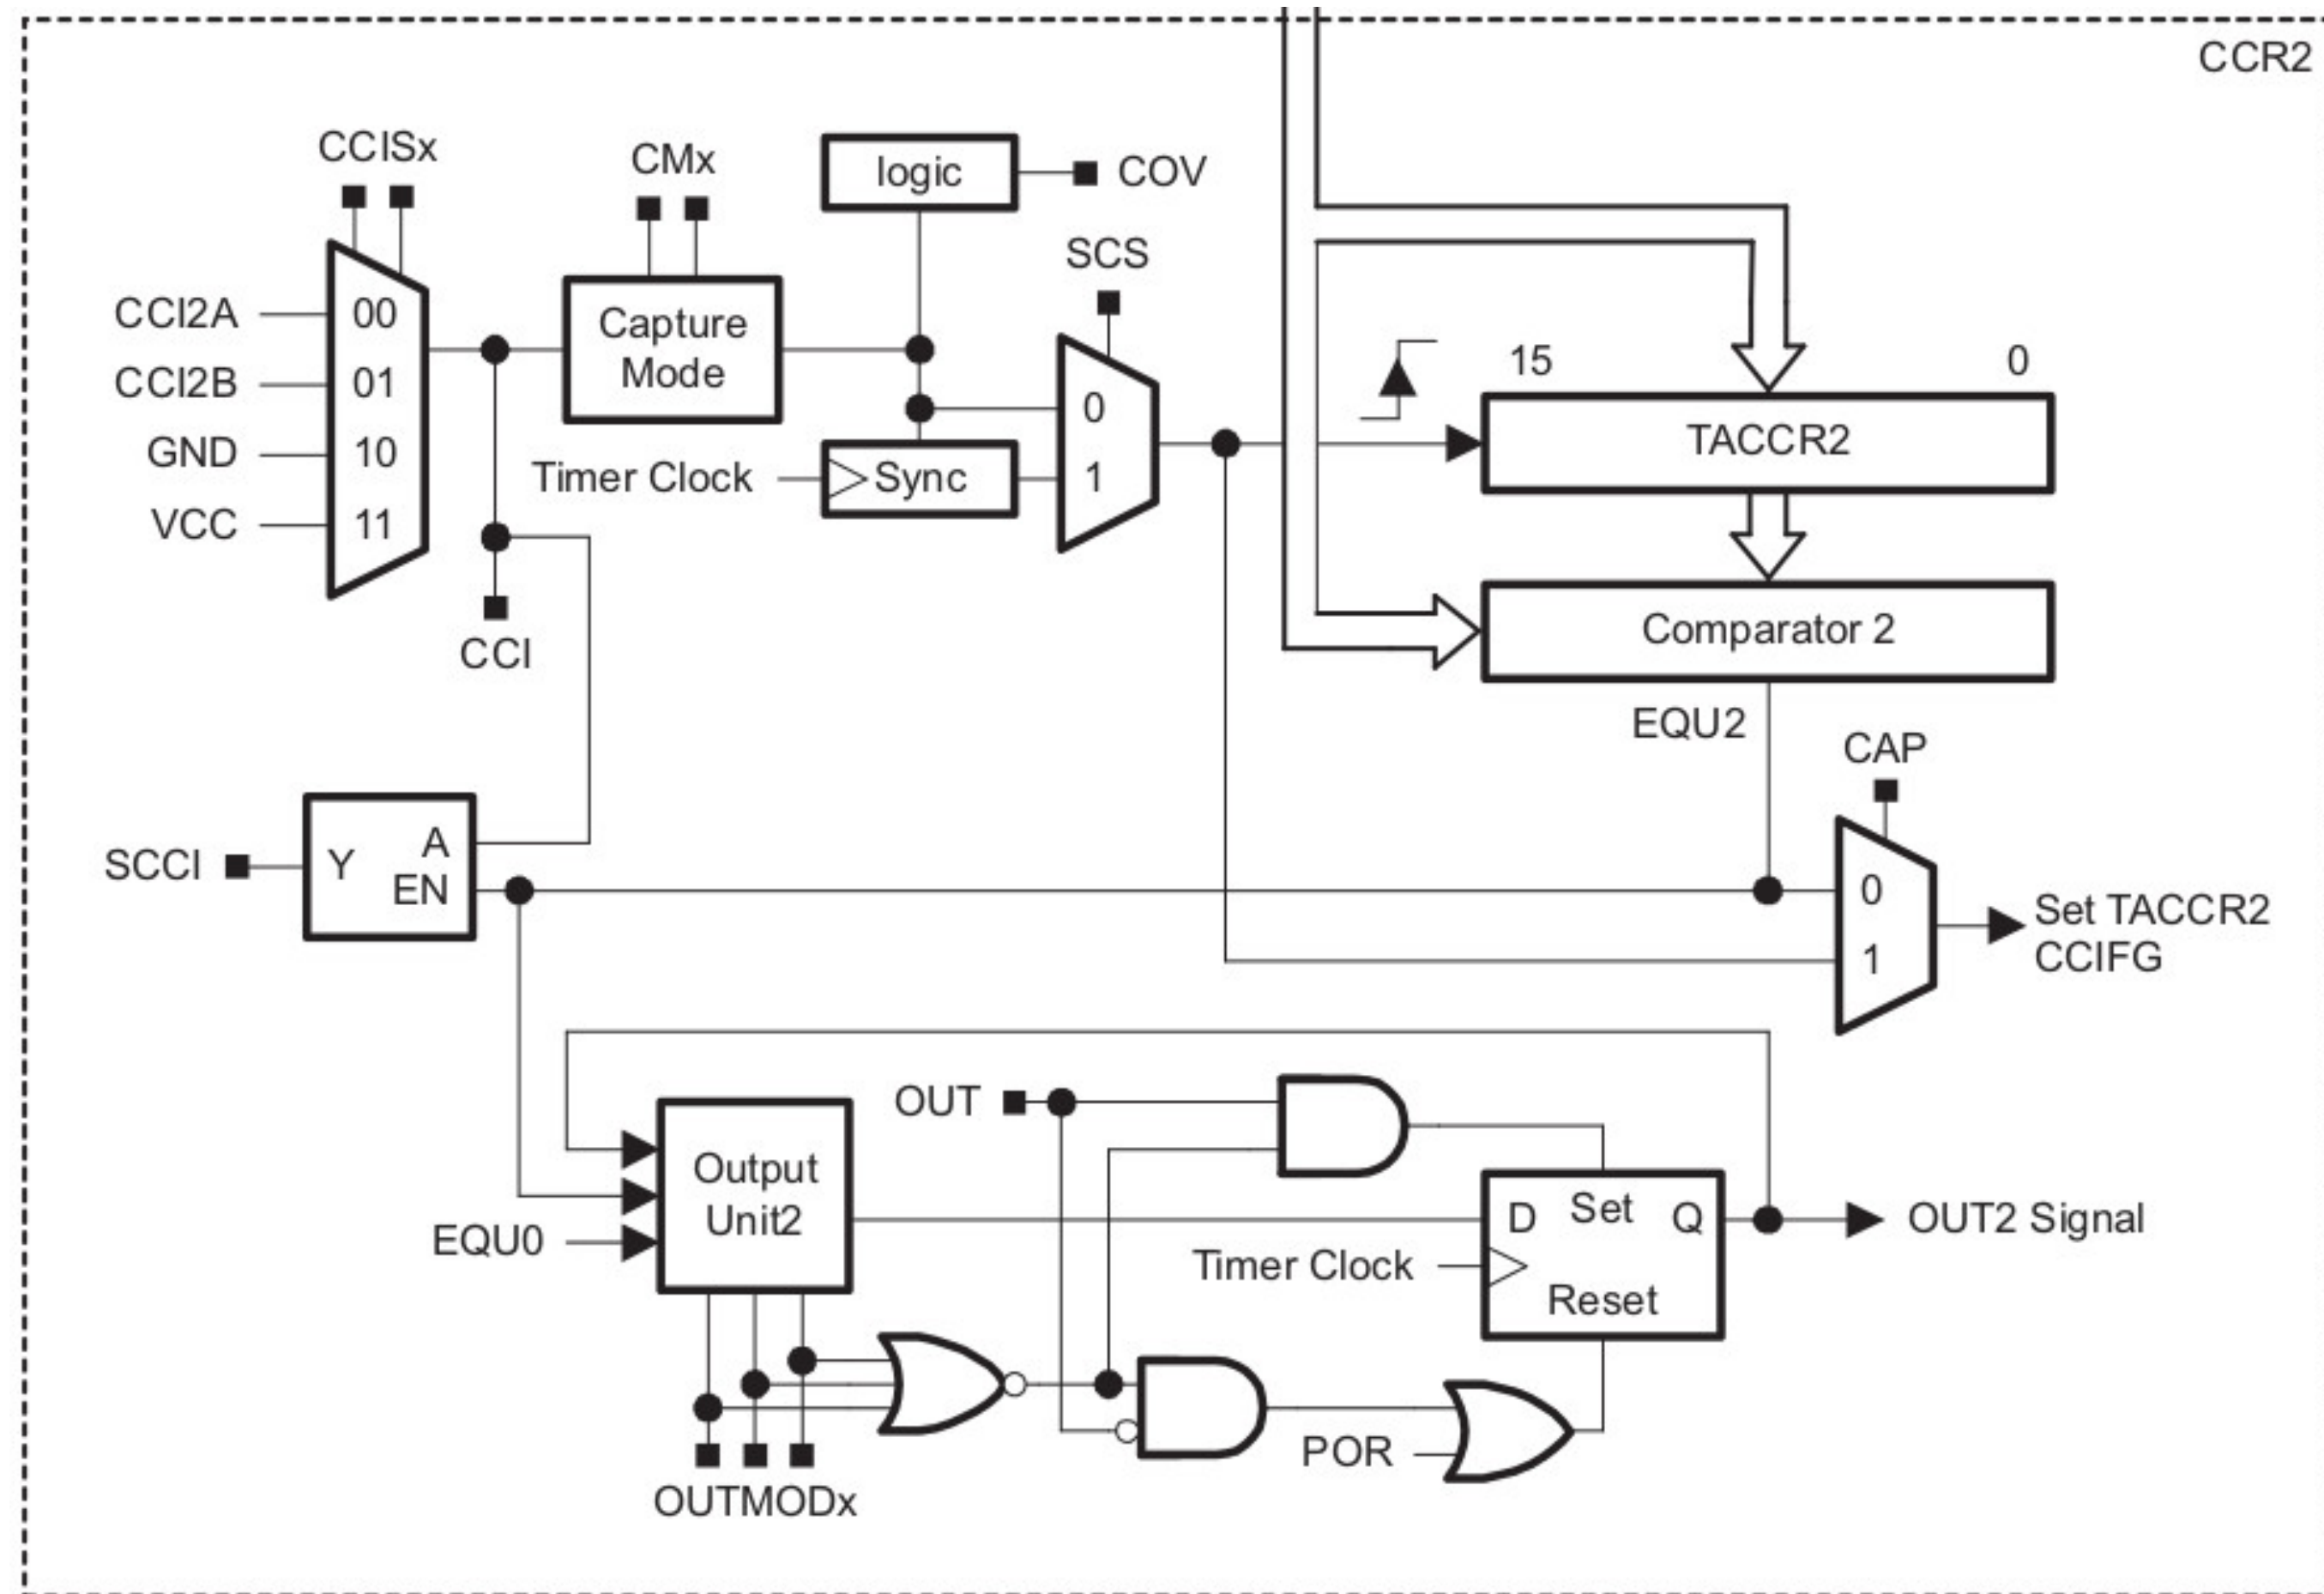 CCR2
CCISx
CMx
logic
COV
SCS
CCI2A
00
CCI2B
01
GND
10
VCC
11
Capture
Mode
Timer Clock
Sync
0
1
15
0
TACCR2
Comparator 2
CCI
EQU2
CAP
SCCI
Y
A
EN
0
1
Set TACCR2
CCIFG
OUT
Output
Unit2
EQU0
D
Set
Q
OUT2 Signal
Timer Clock
Reset
POR
OUTMODx